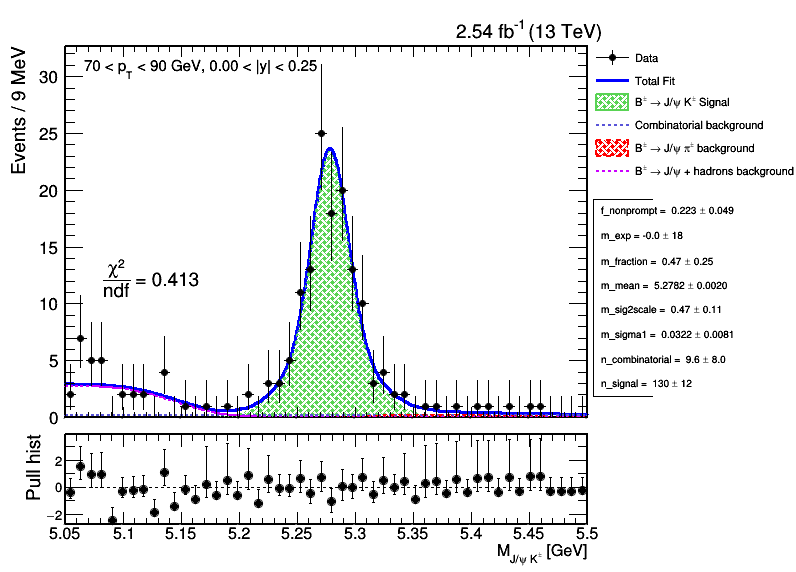 2.54 fb⁻¹ (13 TeV)
Events / 9 MeV
70 < p_T < 90 GeV, 0.00 < |y| < 0.25
30
25
20
15
10
5
0
χ²
ndf = 0.413
Data
Total Fit
B± → J/ψ K± Signal
Combinatorial background
B± → J/ψ π± background
B± → J/ψ + hadrons background
f_nonprompt = 0.223 ± 0.049
m_exp = -0.0 ± 18
m_fraction = 0.47 ± 0.25
m_mean = 5.2782 ± 0.0020
m_sig2scale = 0.47 ± 0.11
m_sigma1 = 0.0322 ± 0.0081
n_combinatorial = 9.6 ± 8.0
n_signal = 130 ± 12
Pull hist
2
0
−2
5.05 5.1 5.15 5.2 5.25 5.3 5.35 5.4 5.45 5.5
M_J/ψ K± [GeV]